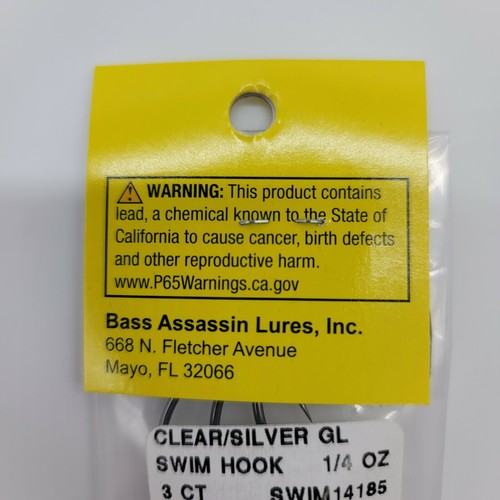 WARNING: This product contains
lead, a chemical known to the State of
California to cause cancer, birth defects
and other reproductive harm.
www.P65Warnings.ca.gov
Bass Assassin Lures, Inc.
668 N. Fletcher Avenue
Mayo, FL 32066
CLEAR/SILVER GL
SWIM HOOK 1/4 OZ
3 CT SWIM14185